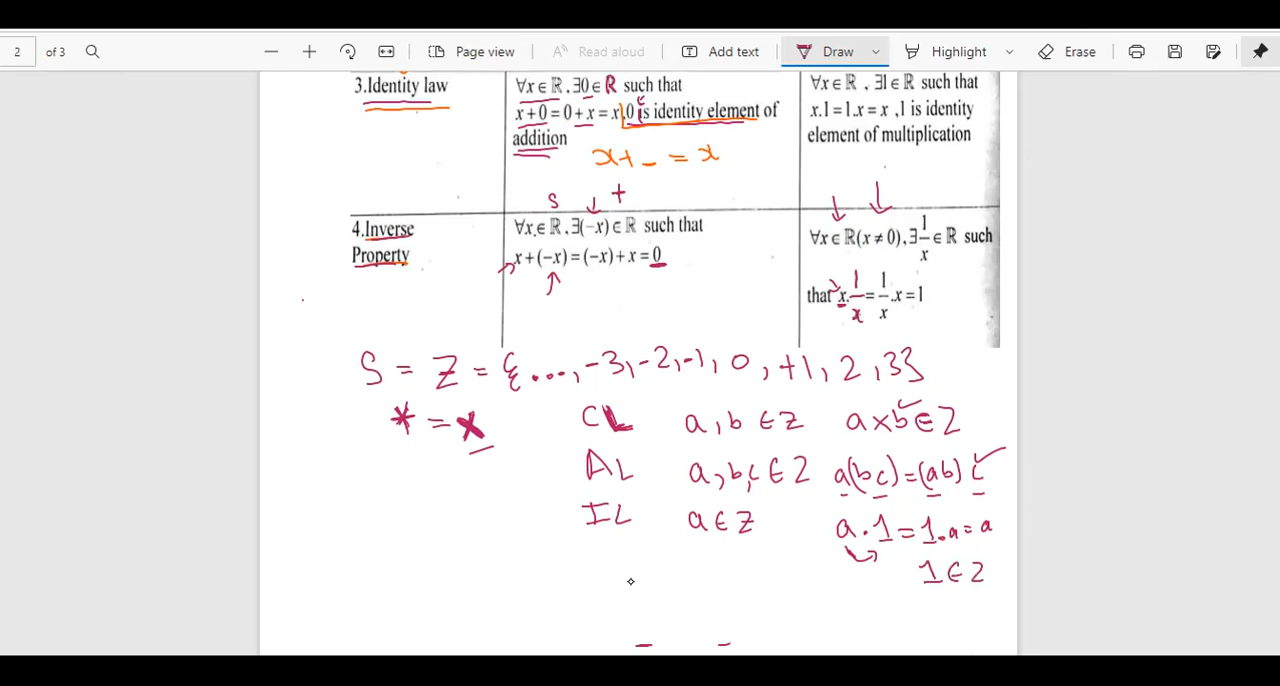 2 of 3 Page view Read aloud Add text Draw Highlight Erase
3.Identity law
∀x ∈ ℝ, ∃0 ∈ ℝ such that
x+0=0+x=x, 0 is identity element of
addition
x+ _ = x
∀x ∈ ℝ , ∃1 ∈ ℝ such that
x.1=1.x=x ,1 is identity
element of multiplication
S ↓ +
4.Inverse
Property
∀x ∈ ℝ, ∃(−x) ∈ ℝ such that
x+(−x)=(−x)+x=0
∀x ∈ ℝ(x ≠ 0), ∃1/x ∈ ℝ such
that x.1/x=1/x.x=1
S = Z = {..., -3, -2, -1, 0, +1, 2, 3}
* = ×
CL a, b ∈ Z a×b ∈ Z
AL a, b, c ∈ Z a(bc) = (ab) c
IL a ∈ Z a.1 = 1.a = a
1 ∈ Z